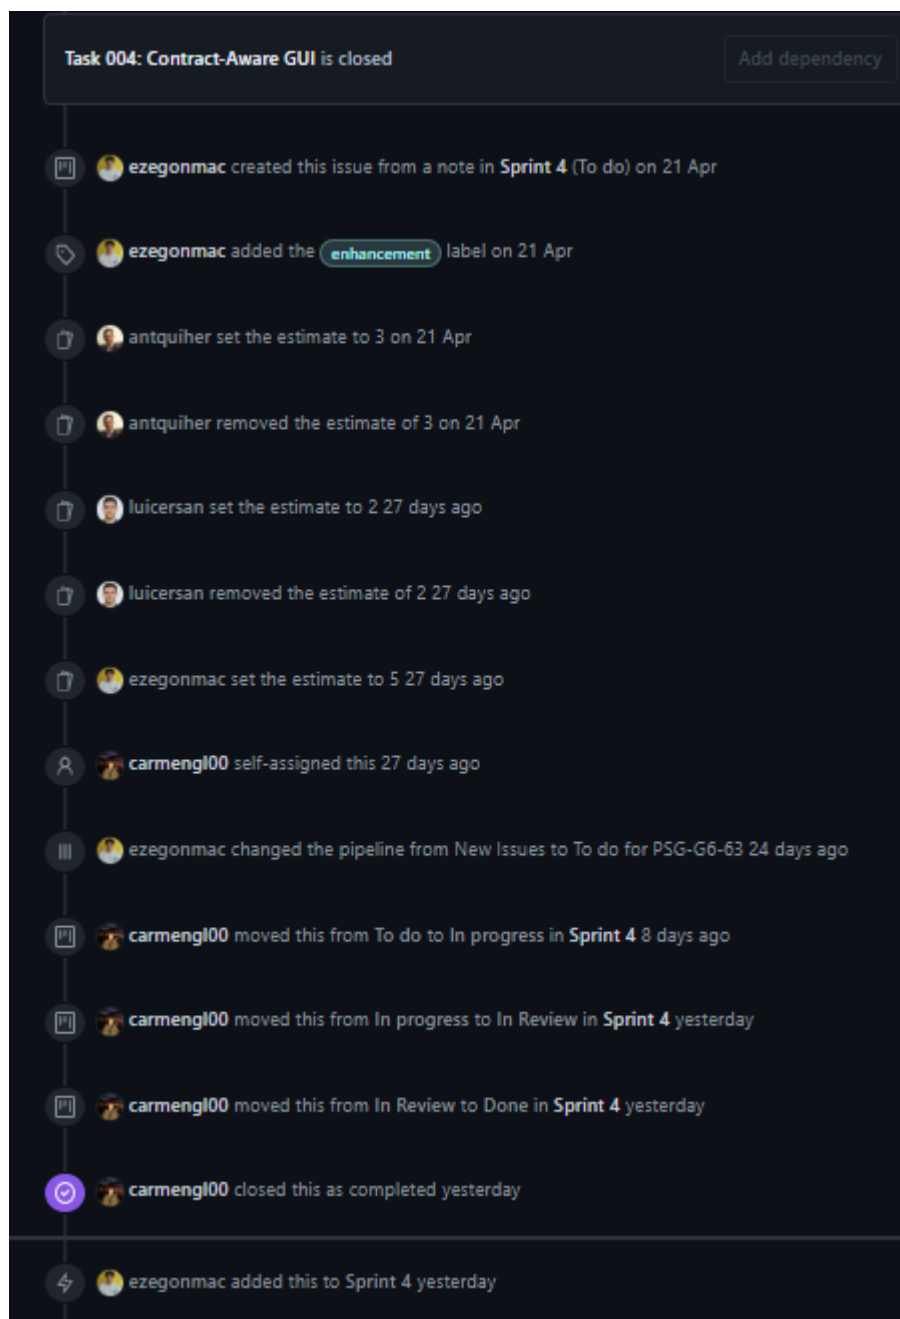 Task 004: Contract-Aware GUI is closed
Add dependency
ezegonmac created this issue from a note in Sprint 4 (To do) on 21 Apr
ezegonmac added the enhancement label on 21 Apr
antquiher set the estimate to 3 on 21 Apr
antquiher removed the estimate of 3 on 21 Apr
luicersan set the estimate to 2 27 days ago
luicersan removed the estimate of 2 27 days ago
ezegonmac set the estimate to 5 27 days ago
carmengl00 self-assigned this 27 days ago
ezegonmac changed the pipeline from New Issues to To do for PSG-G6-63 24 days ago
carmengl00 moved this from To do to In progress in Sprint 4 8 days ago
carmengl00 moved this from In progress to In Review in Sprint 4 yesterday
carmengl00 moved this from In Review to Done in Sprint 4 yesterday
carmengl00 closed this as completed yesterday
ezegonmac added this to Sprint 4 yesterday